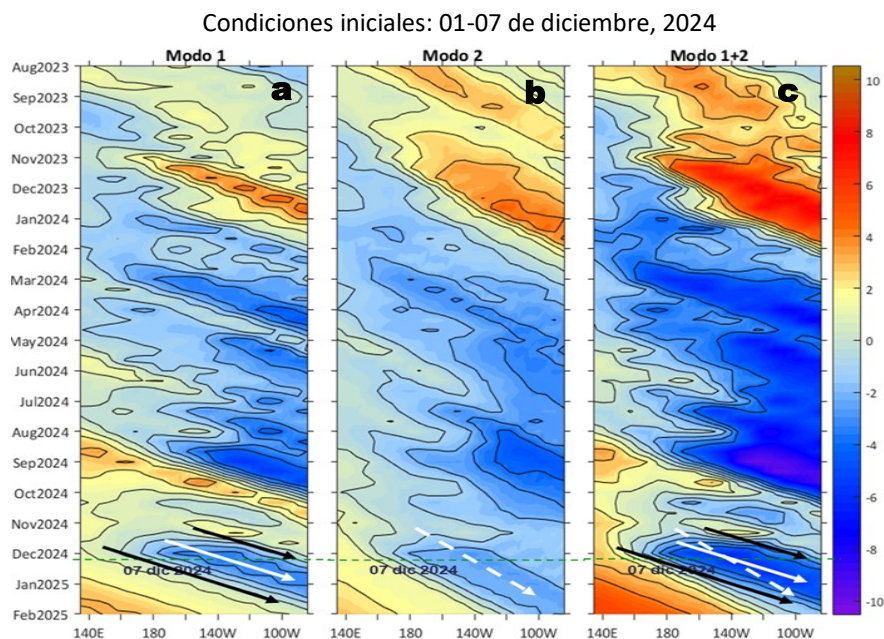 Condiciones iniciales: 01-07 de diciembre, 2024
Modo 1
Modo 2
Modo 1+2
a
b
c
Aug2023
Sep2023
Oct2023
Nov2023
Dec2023
Jan2024
Feb2024
Mar2024
Apr2024
May2024
Jun2024
Jul2024
Aug2024
Sep2024
Oct2024
Nov2024
Dec2024
Jan2025
Feb2025
07 dic 2024
07 dic 2024
07 dic 2024
140E 180 140W 100W
140E 180 140W 100W
140E 180 140W 100W
10
8
6
4
2
0
-2
-4
-6
-8
-10